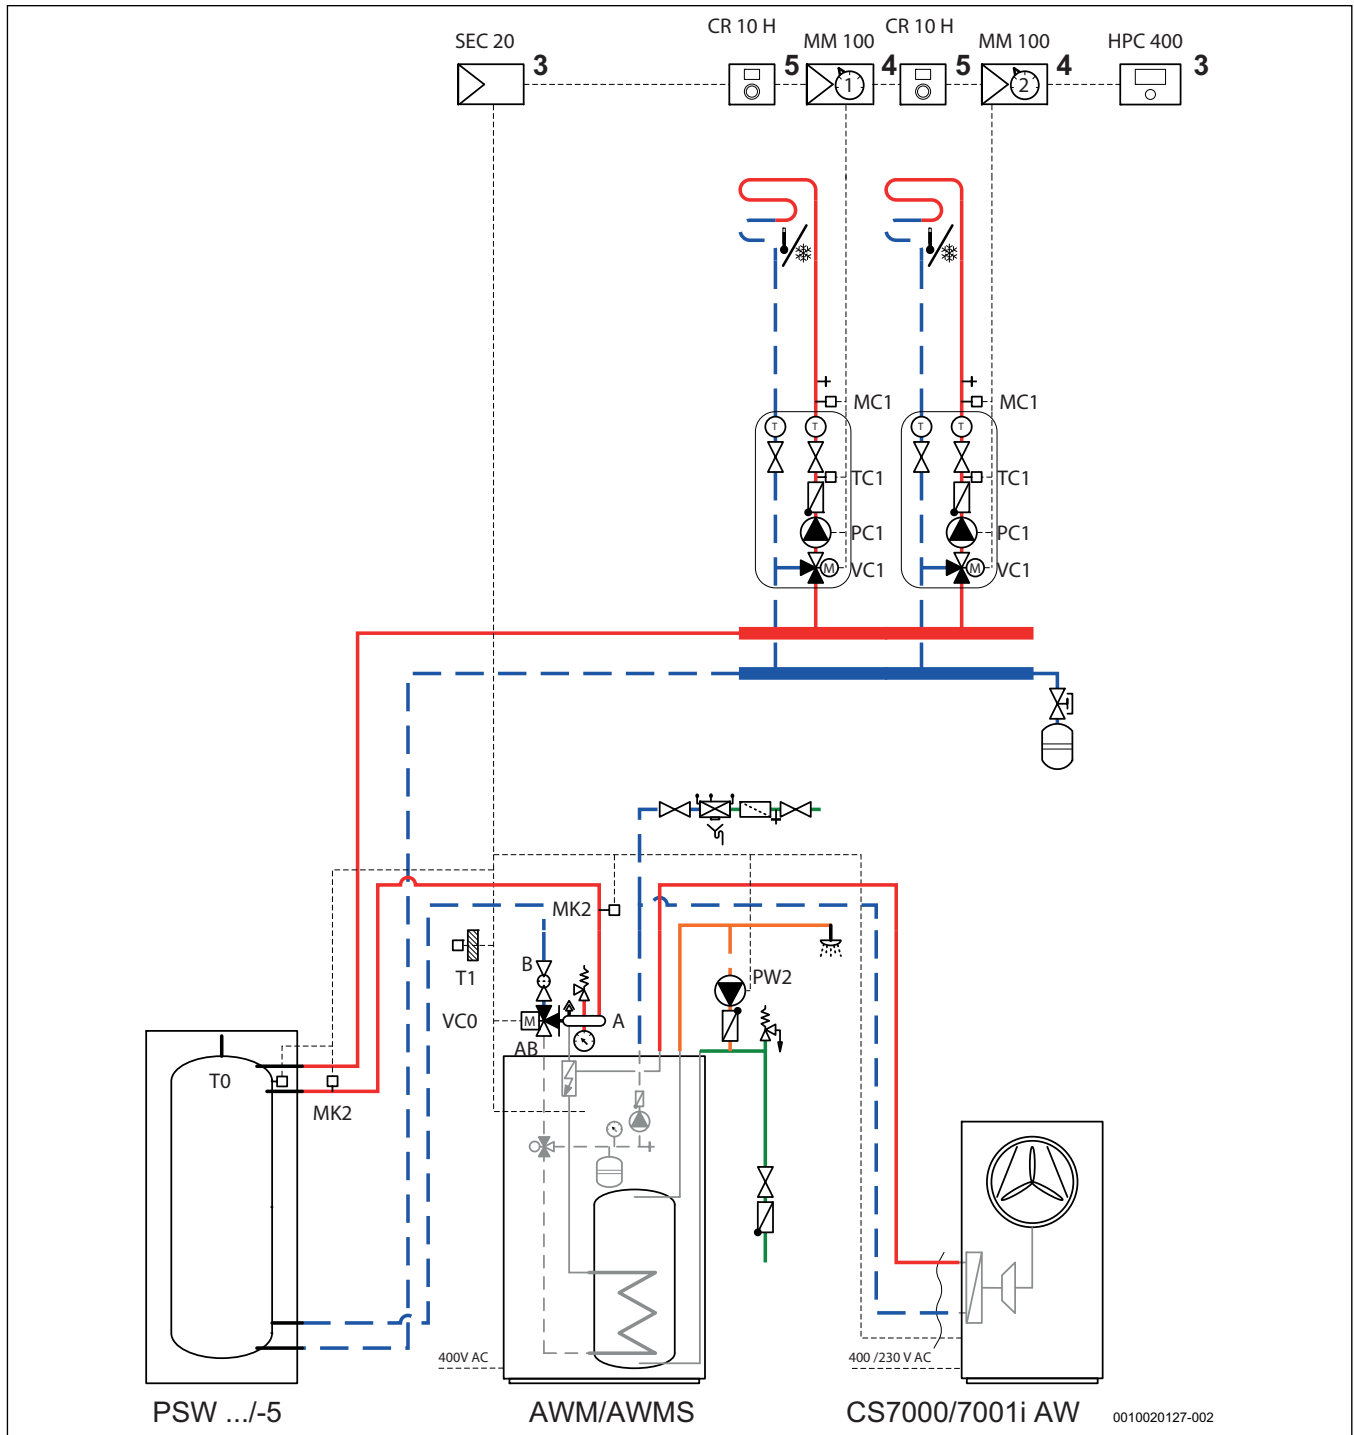 SEC 20
3
CR 10 H
5
MM 100
1
4
CR 10 H
5
MM 100
2
4
HPC 400
3
MC1
MC1
T
T
T
T
TC1
TC1
PC1
PC1
M
VC1
M
VC1
MK2
T1
B
PW2
VC0
M
A
AB
T0
MK2
400V AC
400 /230 V AC
PSW .../-5
AWM/AWMS
CS7000/7001i AW
0010020127-002